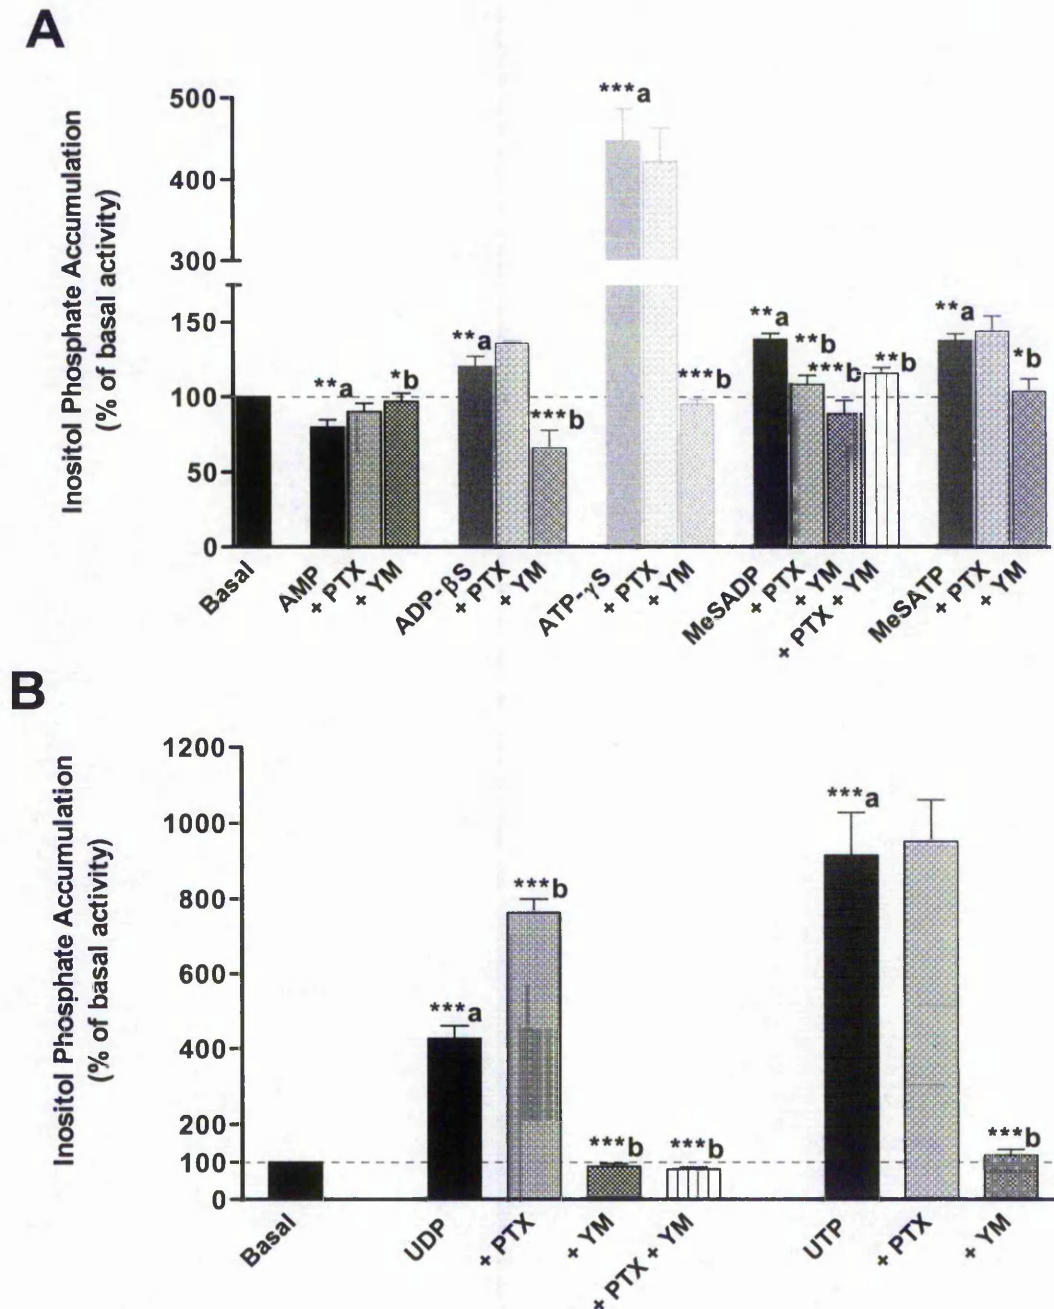 A
Inositol Phosphate Accumulation
(% of basal activity)
500
400
300
150
100
50
0
***a
**a
**a
**a
**b
**a
*b
***b
***b
***b
**b
*b
Basal
AMP
+ PTX
+ YM
ADP-βS
+ PTX
+ YM
ATP-γS
+ PTX
+ YM
MeSADP
+ PTX
+ YM
+ PTX + YM
MeSATP
+ PTX
+ YM
B
Inositol Phosphate Accumulation
(% of basal activity)
1200
1000
800
600
400
200
100
0
***a
***b
***b
***b
***a
***b
Basal
UDP
+ PTX
+ YM
+ PTX + YM
UTP
+ PTX
+ YM